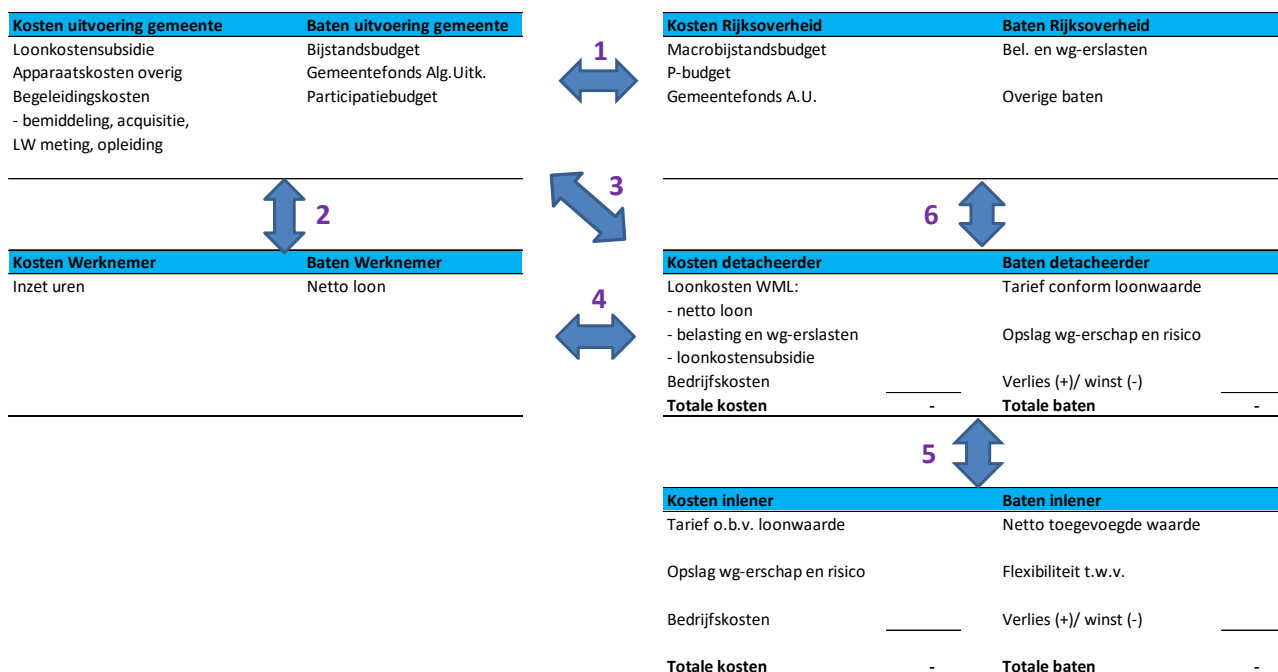 Kosten uitvoering gemeente Baten uitvoering gemeente
Loonkostensubsidie Bijstandsbudget
Apparaatskosten overig Gemeentefonds Alg.Uitk.
Begeleidingskosten Participatiebudget
- bemiddeling, acquisitie,
LW meting, opleiding
1
Kosten Rijksoverheid Baten Rijksoverheid
Macrobijstandsbudget Bel. en wg-erslasten
P-budget
Gemeentefonds A.U. Overige baten
2
3
6
Kosten Werknemer Baten Werknemer
Inzet uren Netto loon
4
Kosten detacheerder Baten detacheerder
Loonkosten WML: Tarief conform loonwaarde
- netto loon
- belasting en wg-erslasten Opslag wg-erschap en risico
- loonkostensubsidie
Bedrijfskosten Verlies (+)/ winst (-)
Totale kosten - Totale baten -
5
Kosten inlener Baten inlener
Tarief o.b.v. loonwaarde Netto toegevoegde waarde
Opslag wg-erschap en risico Flexibiliteit t.w.v.
Bedrijfskosten Verlies (+)/ winst (-)
Totale kosten - Totale baten -